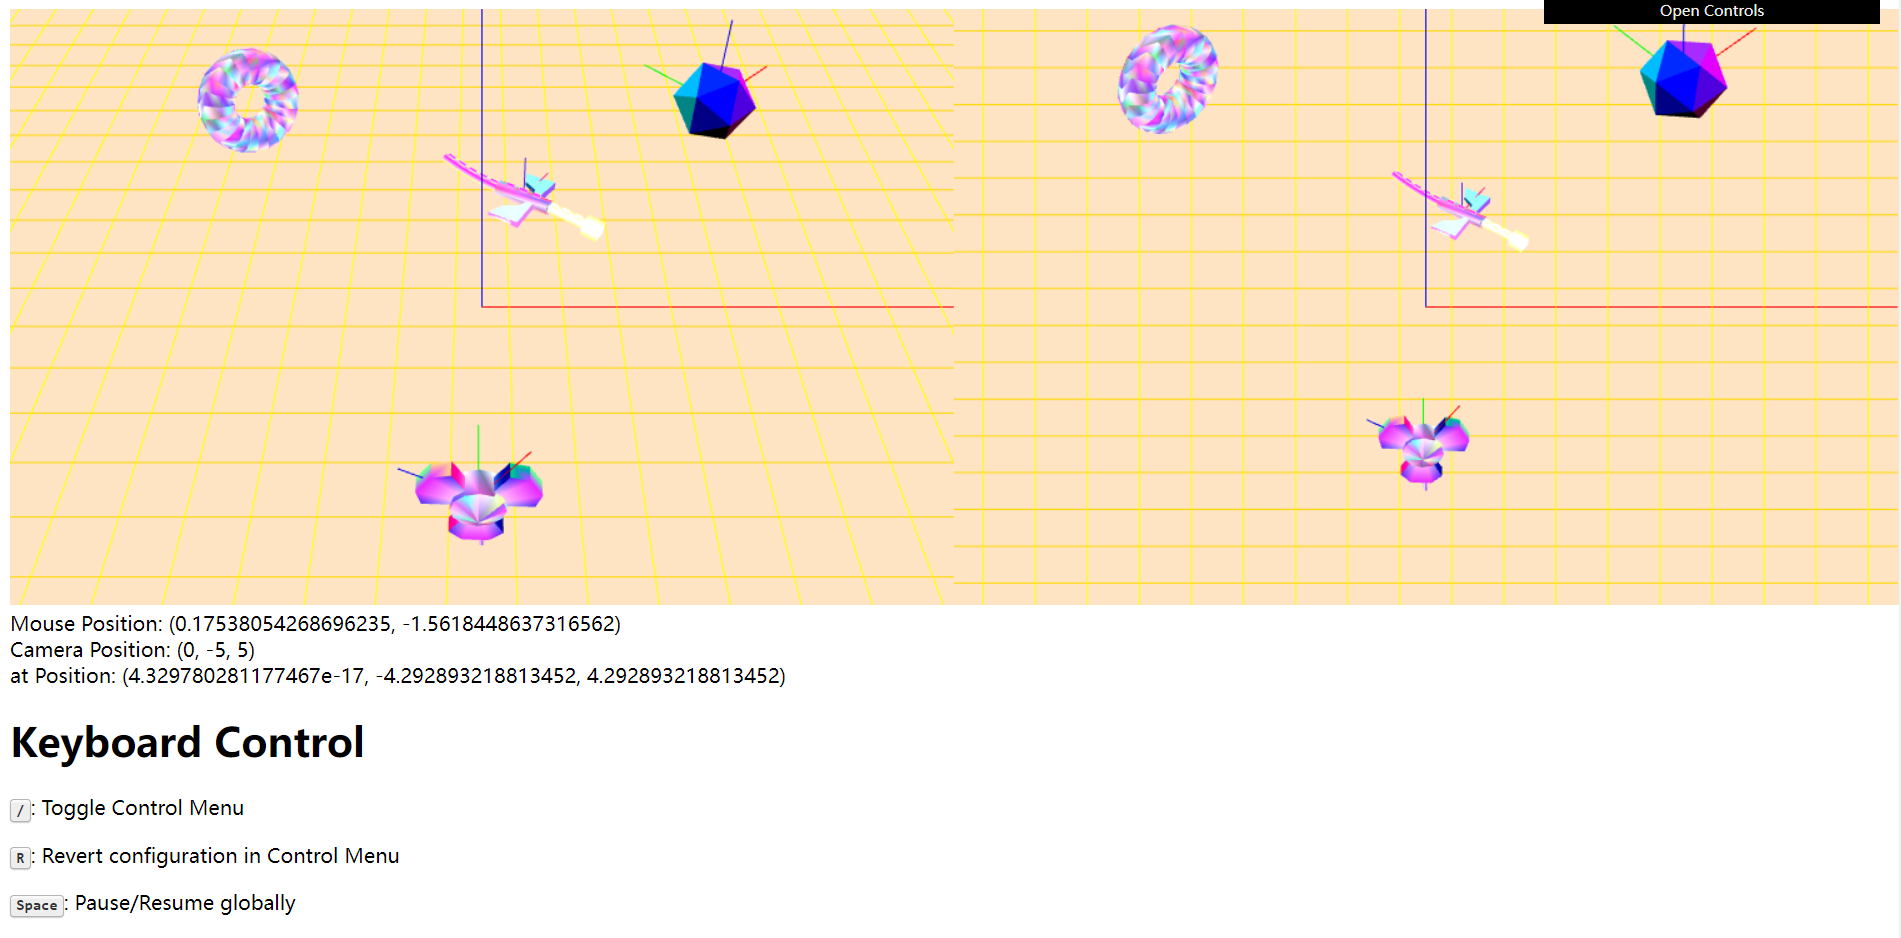 Open Controls
Mouse Position: (0.17538054268696235, -1.5618448637316562)
Camera Position: (0, -5, 5)
at Position: (4.329780281177467e-17, -4.292893218813452, 4.292893218813452)
Keyboard Control
/: Toggle Control Menu
R: Revert configuration in Control Menu
Space: Pause/Resume globally